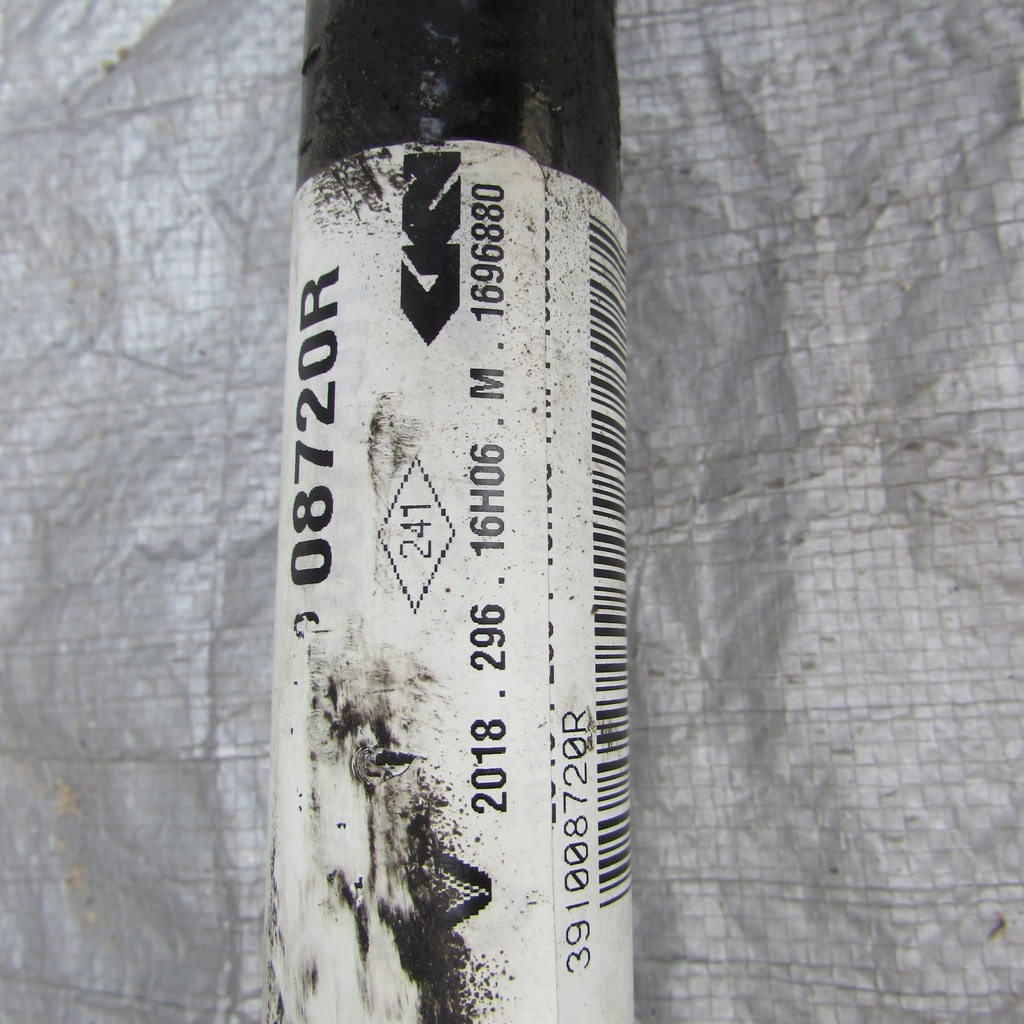 08720R
241
2018 . 296 . 16H06 . M . 1696880
391008720R